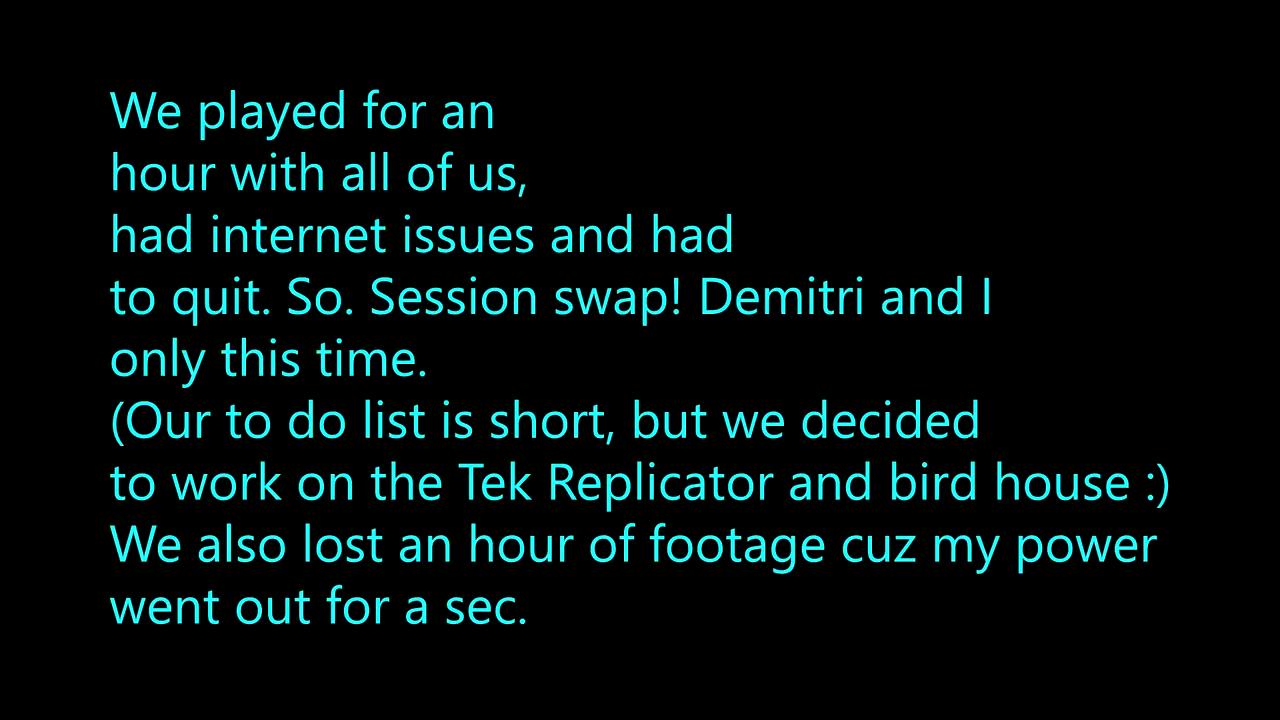 We played for an
hour with all of us,
had internet issues and had
to quit. So. Session swap! Demitri and I
only this time.
(Our to do list is short, but we decided
to work on the Tek Replicator and bird house :)
We also lost an hour of footage cuz my power
went out for a sec.